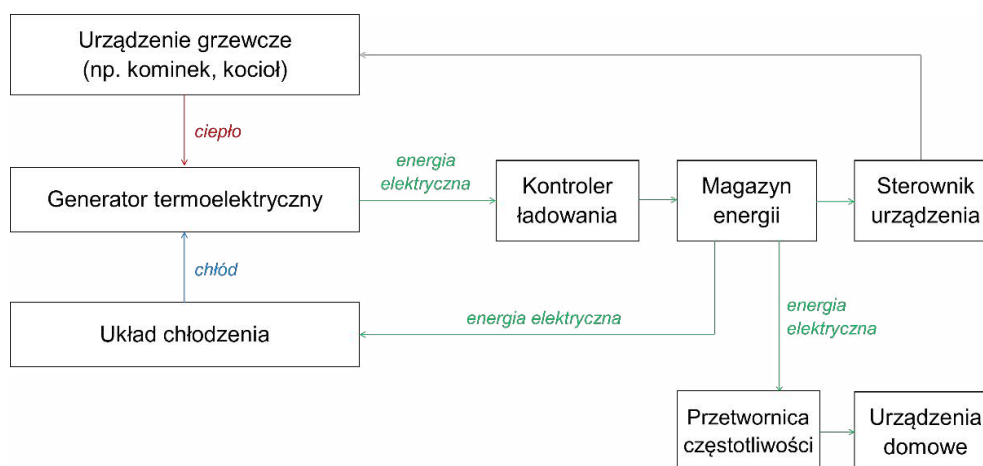 Urządzenie grzewcze
(np. kominek, kocioł)
ciepło
Generator termoelektryczny
energia
elektryczna
Kontroler
ładowania
Magazyn
energii
Sterownik
urządzenia
chłód
Układ chłodzenia
energia elektryczna
energia
elektryczna
Przetwornica
częstotliwości
Urządzenia
domowe